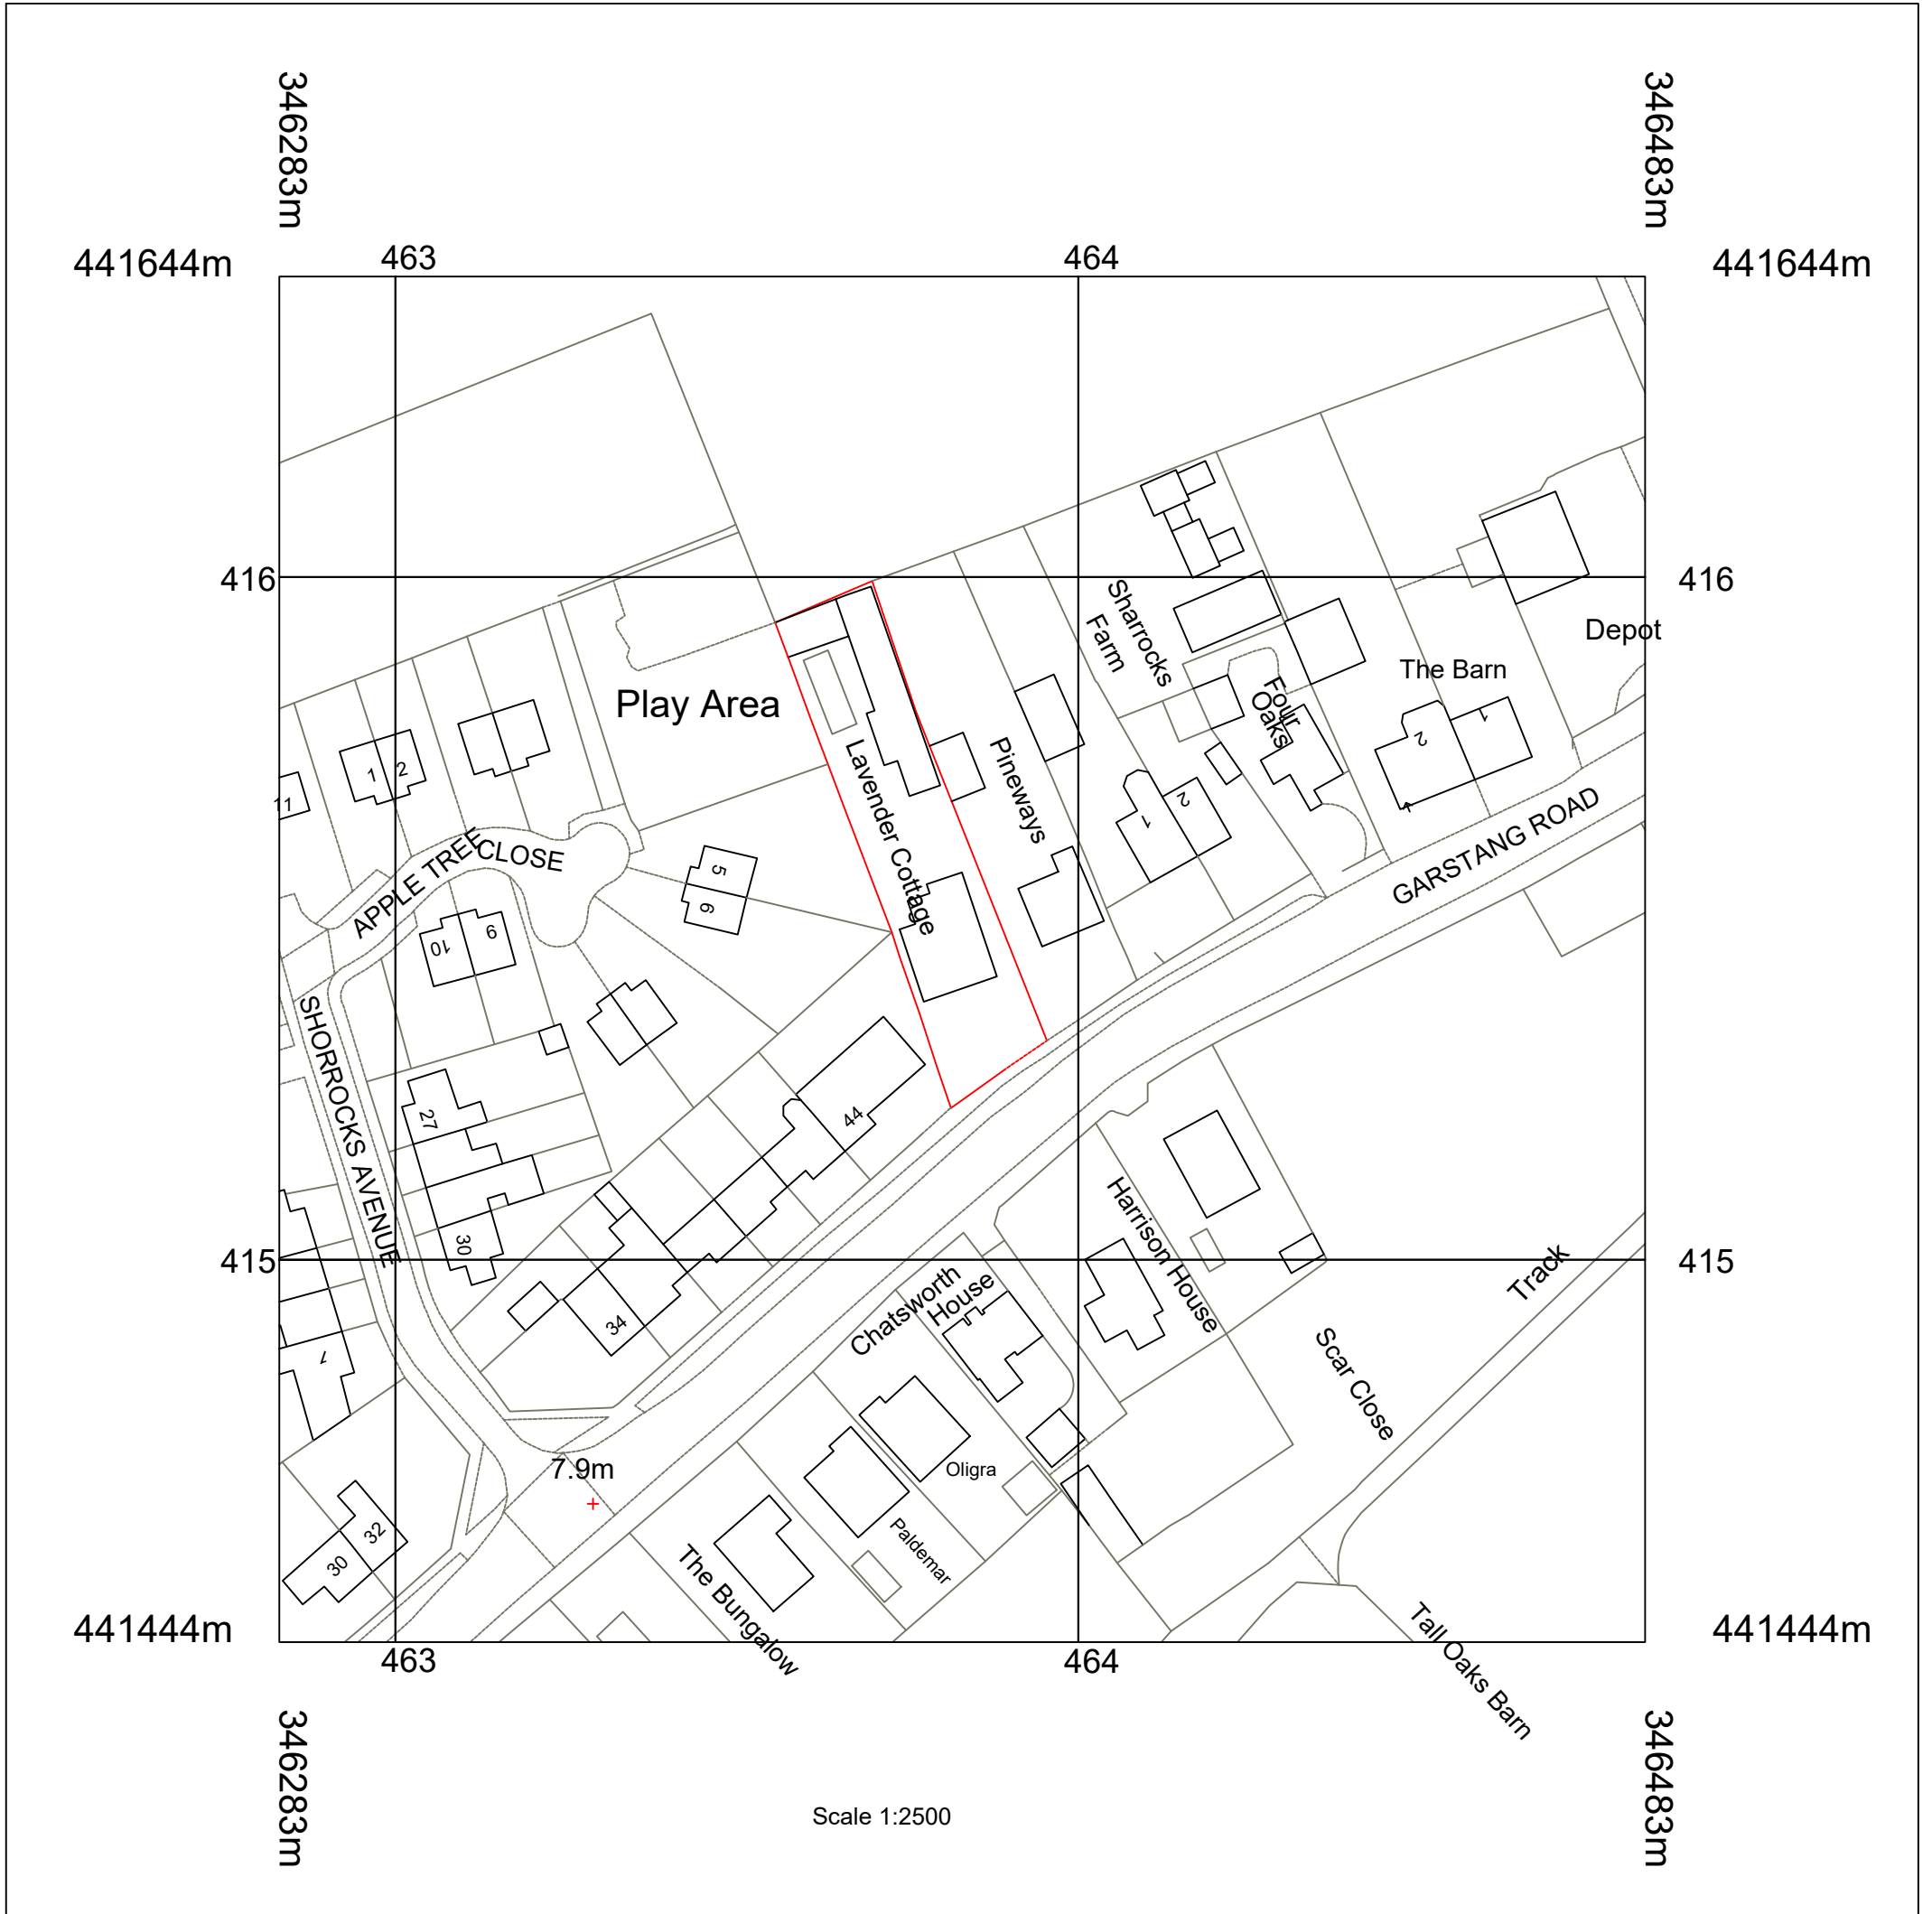 346283m
346483m
441644m
463
464
441644m
416
416
Sharrocks
Farm
Depot
The Barn
Four
Oaks
Play Area
Lavender Cottage
Pineways
1
2
11
2
1
1
2
APPLE TREE
CLOSE
GARSTANG ROAD
5
6
10
9
SHORROCKS AVENUE
27
44
30
Harrison House
415
415
Chatsworth
House
Track
34
1
Scar Close
7.9m
Oligra
Paldemar
32
30
The Bungalow
Tall Oaks Barn
441444m
463
464
441444m
346283m
346483m
Scale 1:2500